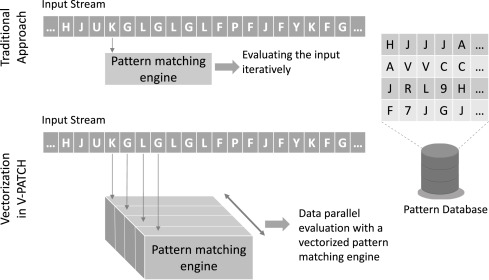 Traditional
Approach
Input Stream
... H J U K G L G L G L F P F J F Y K F G ...
Pattern matching
engine
Evaluating the input
iteratively
Vectorization
in V-PATCH
Input Stream
... H J U K G L G L G L F P F J F Y K F G ...
Pattern matching
engine
Data parallel
evaluation with a
vectorized pattern
matching engine
H J J J A ...
A V V C C ...
J R L 9 H ...
F 7 J G J ...
Pattern Database